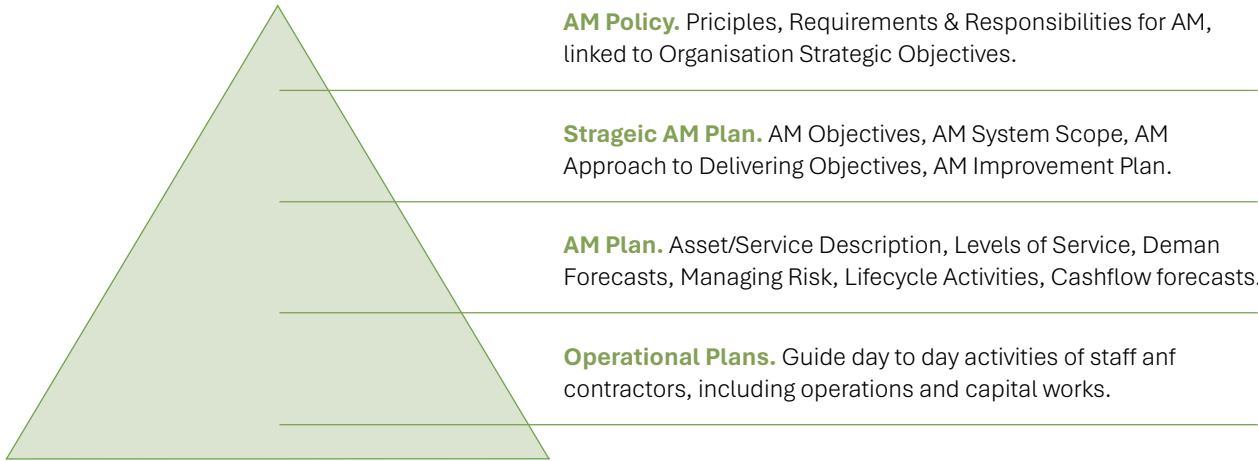 AM Policy. Priciples, Requirements & Responsibilities for AM,
linked to Organisation Strategic Objectives.
Strageic AM Plan. AM Objectives, AM System Scope, AM
Approach to Delivering Objectives, AM Improvement Plan.
AM Plan. Asset/Service Description, Levels of Service, Deman
Forecasts, Managing Risk, Lifecycle Activities, Cashflow forecasts.
Operational Plans. Guide day to day activities of staff anf
contractors, including operations and capital works.